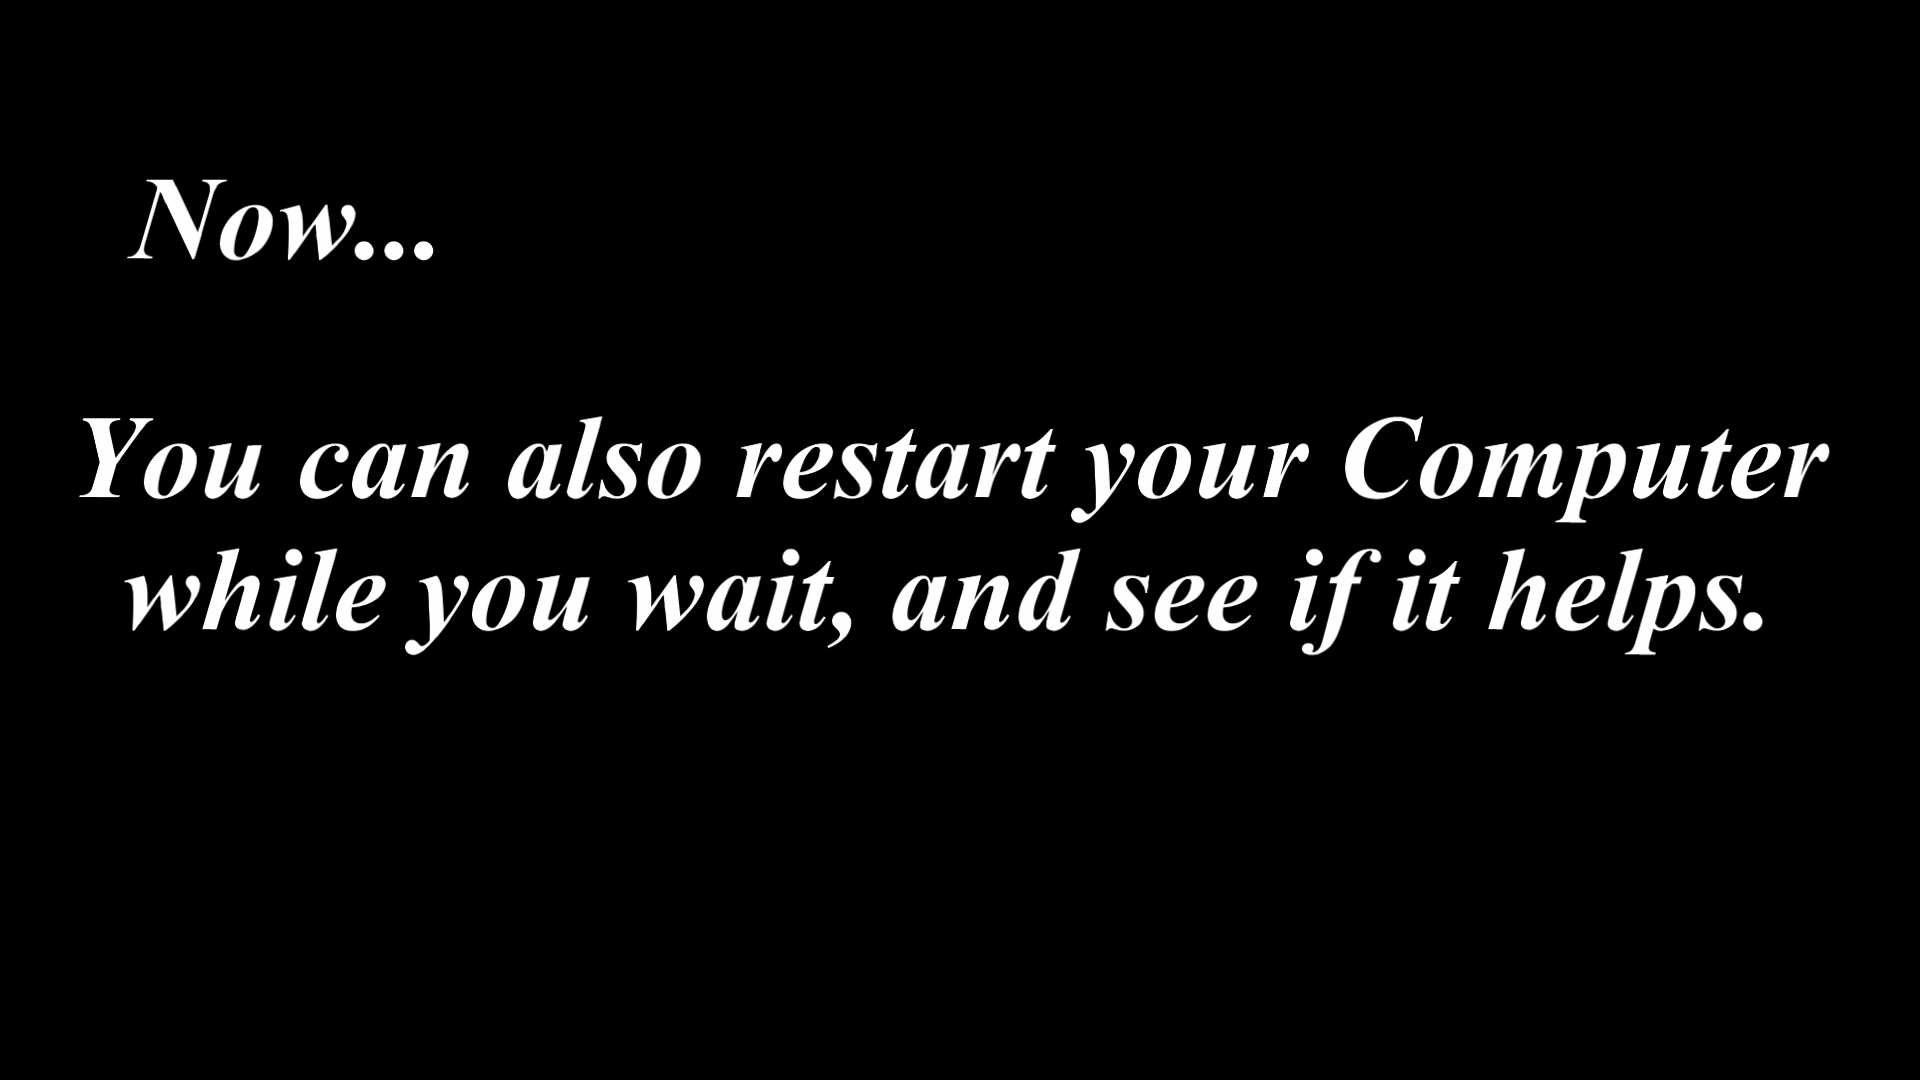 Now...
You can also restart your Computer
while you wait, and see if it helps.